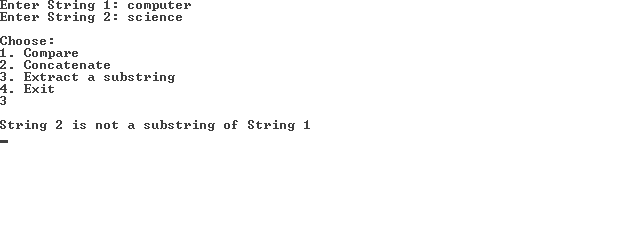 Enter String 1: computer
Enter String 2: science
Choose:
1. Compare
2. Concatenate
3. Extract a substring
4. Exit
3
String 2 is not a substring of String 1